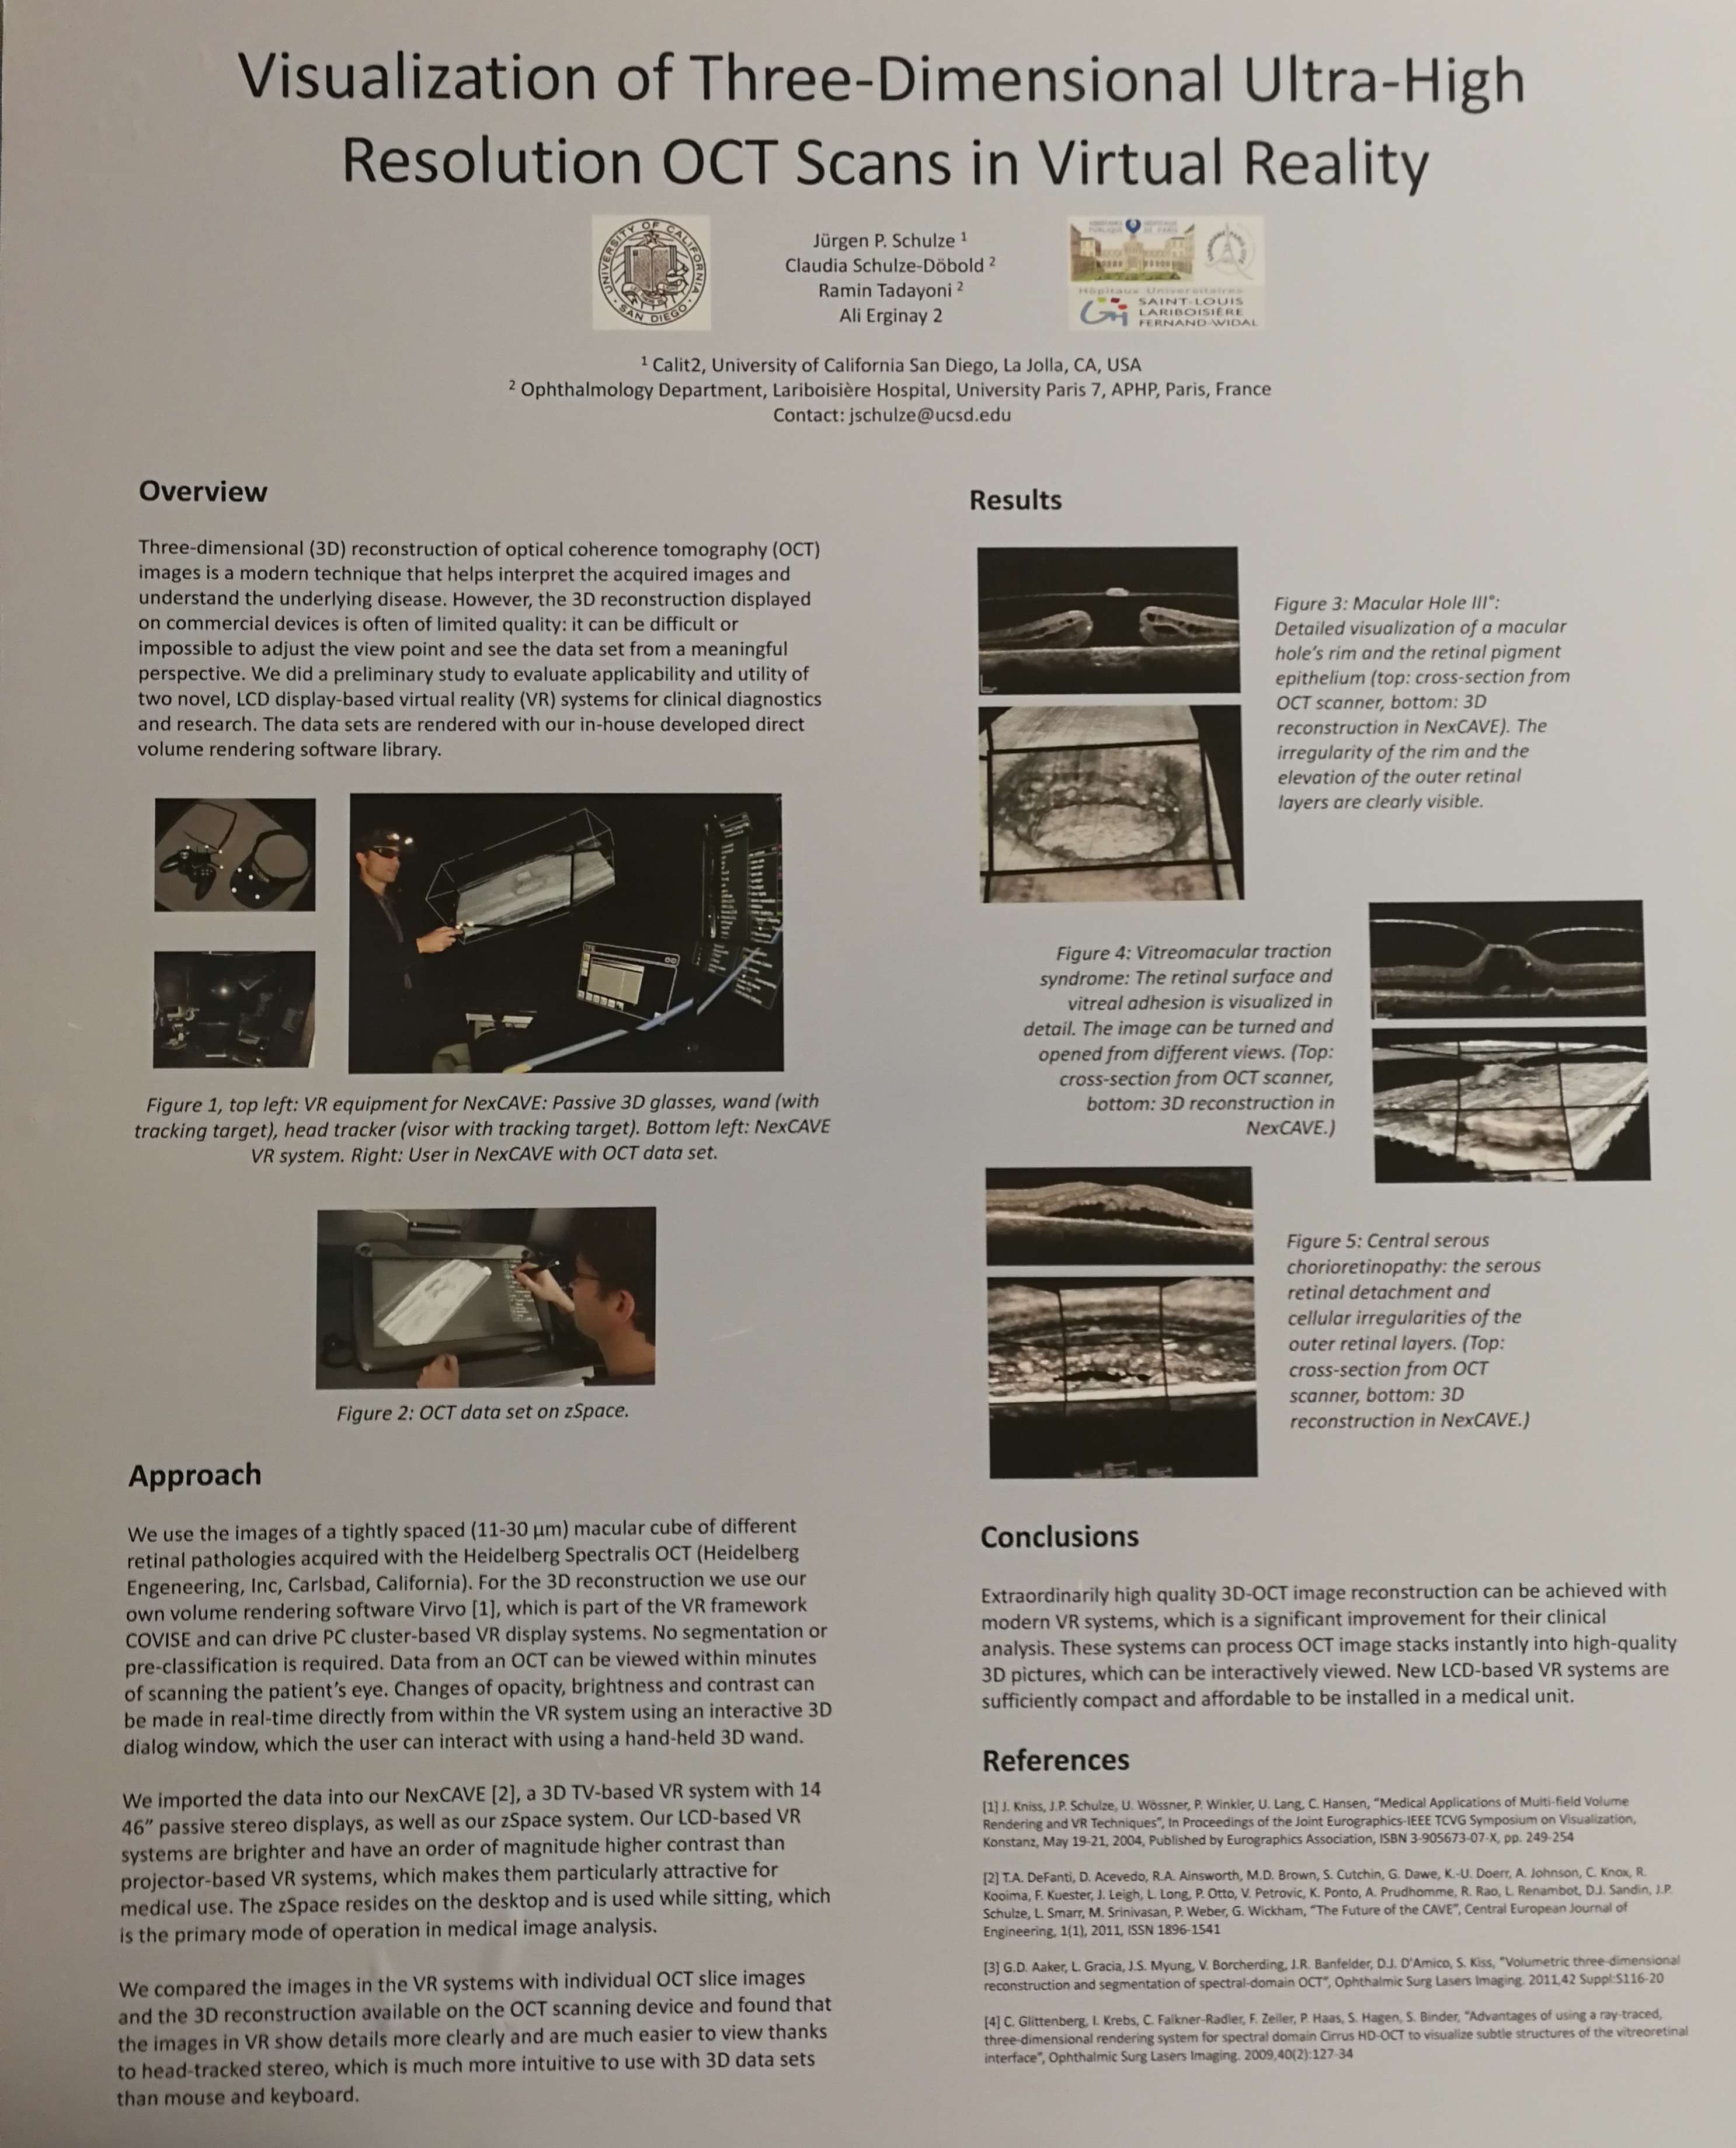 Visualization of Three-Dimensional Ultra-High
Resolution OCT Scans in Virtual Reality
UNIVERSITY OF CALIFORNIA
SAN DIEGO
Jürgen P. Schulze ¹
Claudia Schulze-Döbold ²
Ramin Tadayoni ²
Ali Erginay 2
Hôpitaux Universitaires
SAINT-LOUIS
LARIBOISIÈRE
FERNAND-WIDAL
¹ Calit2, University of California San Diego, La Jolla, CA, USA
² Ophthalmology Department, Lariboisière Hospital, University Paris 7, APHP, Paris, France
Contact: jschulze@ucsd.edu
Overview
Three-dimensional (3D) reconstruction of optical coherence tomography (OCT)
images is a modern technique that helps interpret the acquired images and
understand the underlying disease. However, the 3D reconstruction displayed
on commercial devices is often of limited quality: it can be difficult or
impossible to adjust the view point and see the data set from a meaningful
perspective. We did a preliminary study to evaluate applicability and utility of
two novel, LCD display-based virtual reality (VR) systems for clinical diagnostics
and research. The data sets are rendered with our in-house developed direct
volume rendering software library.
Figure 1, top left: VR equipment for NexCAVE: Passive 3D glasses, wand (with
tracking target), head tracker (visor with tracking target). Bottom left: NexCAVE
VR system. Right: User in NexCAVE with OCT data set.
Figure 2: OCT data set on zSpace.
Approach
We use the images of a tightly spaced (11-30 µm) macular cube of different
retinal pathologies acquired with the Heidelberg Spectralis OCT (Heidelberg
Engeneering, Inc, Carlsbad, California). For the 3D reconstruction we use our
own volume rendering software Virvo [1], which is part of the VR framework
COVISE and can drive PC cluster-based VR display systems. No segmentation or
pre-classification is required. Data from an OCT can be viewed within minutes
of scanning the patient's eye. Changes of opacity, brightness and contrast can
be made in real-time directly from within the VR system using an interactive 3D
dialog window, which the user can interact with using a hand-held 3D wand.
We imported the data into our NexCAVE [2], a 3D TV-based VR system with 14
46” passive stereo displays, as well as our zSpace system. Our LCD-based VR
systems are brighter and have an order of magnitude higher contrast than
projector-based VR systems, which makes them particularly attractive for
medical use. The zSpace resides on the desktop and is used while sitting, which
is the primary mode of operation in medical image analysis.
We compared the images in the VR systems with individual OCT slice images
and the 3D reconstruction available on the OCT scanning device and found that
the images in VR show details more clearly and are much easier to view thanks
to head-tracked stereo, which is much more intuitive to use with 3D data sets
than mouse and keyboard.
Results
Figure 3: Macular Hole III°:
Detailed visualization of a macular
hole's rim and the retinal pigment
epithelium (top: cross-section from
OCT scanner, bottom: 3D
reconstruction in NexCAVE). The
irregularity of the rim and the
elevation of the outer retinal
layers are clearly visible.
Figure 4: Vitreomacular traction
syndrome: The retinal surface and
vitreal adhesion is visualized in
detail. The image can be turned and
opened from different views. (Top:
cross-section from OCT scanner,
bottom: 3D reconstruction in
NexCAVE.)
Figure 5: Central serous
chorioretinopathy: the serous
retinal detachment and
cellular irregularities of the
outer retinal layers. (Top:
cross-section from OCT
scanner, bottom: 3D
reconstruction in NexCAVE.)
Conclusions
Extraordinarily high quality 3D-OCT image reconstruction can be achieved with
modern VR systems, which is a significant improvement for their clinical
analysis. These systems can process OCT image stacks instantly into high-quality
3D pictures, which can be interactively viewed. New LCD-based VR systems are
sufficiently compact and affordable to be installed in a medical unit.
References
[1] J. Kniss, J.P. Schulze, U. Wössner, P. Winkler, U. Lang, C. Hansen, “Medical Applications of Multi-field Volume
Rendering and VR Techniques”, In Proceedings of the Joint Eurographics-IEEE TCVG Symposium on Visualization,
Konstanz, May 19-21, 2004, Published by Eurographics Association, ISBN 3-905673-07-X, pp. 249-254
[2] T.A. DeFanti, D. Acevedo, R.A. Ainsworth, M.D. Brown, S. Cutchin, G. Dawe, K.-U. Doerr, A. Johnson, C. Knox, R.
Kooima, F. Kuester, J. Leigh, L. Long, P. Otto, V. Petrovic, K. Ponto, A. Prudhomme, R. Rao, L. Renambot, D.J. Sandin, J.P.
Schulze, L. Smarr, M. Srinivasan, P. Weber, G. Wickham, “The Future of the CAVE”, Central European Journal of
Engineering, 1(1), 2011, ISSN 1896-1541
[3] G.D. Aaker, L. Gracia, J.S. Myung, V. Borcherding, J.R. Banfelder, D.J. D'Amico, S. Kiss, “Volumetric three-dimensional
reconstruction and segmentation of spectral-domain OCT”, Ophthalmic Surg Lasers Imaging. 2011,42 Suppl:S116-20
[4] C. Glittenberg, I. Krebs, C. Falkner-Radler, F. Zeiler, P. Haas, S. Hagen, S. Binder, “Advantages of using a ray-traced,
three-dimensional rendering system for spectral domain Cirrus HD-OCT to visualize subtle structures of the vitreoretinal
interface”, Ophthalmic Surg Lasers Imaging. 2009,40(2):127-34